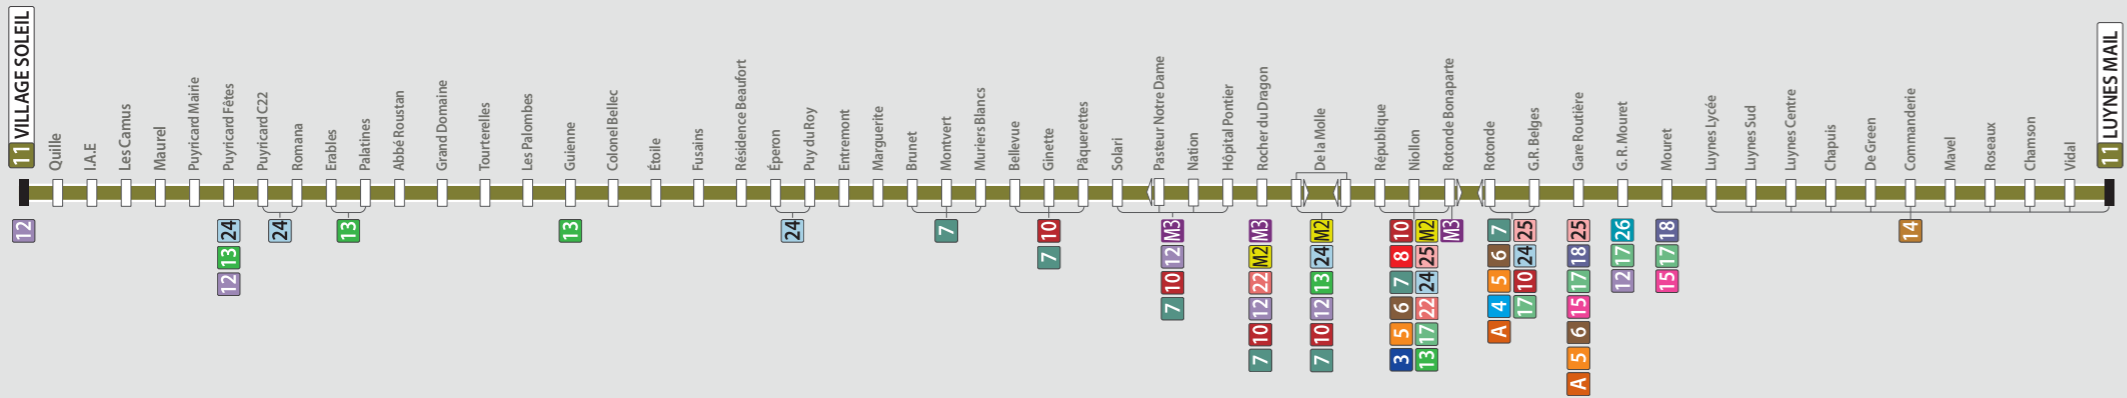 11 VILLAGE SOLEIL
Quille
I.A.E
Les Camus
Maurel
Puyricard Mairie
Puyricard Fêtes
Puyricard C22
Romana
Erables
Palatines
Abbé Roustan
Grand Domaine
Tourterelles
Les Palombes
Guienne
Colonel Bellec
Étoile
Fusains
Résidence Beaufort
Éperon
Puy du Roy
Entremont
Marguerite
Brunet
Montvert
Muriers Blancs
Bellevue
Ginette
Pâquerettes
Solari
Pasteur Notre Dame
Nation
Hôpital Pontier
Rocher du Dragon
De la Molle
République
Niollon
Rotonde Bonaparte
Rotonde
G.R. Belges
Gare Routière
G.R. Mouret
Mouret
Luynes Lycée
Luynes Sud
Luynes Centre
Chapuis
De Green
Commanderie
Mavel
Roseaux
Chamson
Vidal
11 LUYNES MAIL
12
12 13 24
24
13
13
24
7
7 10
7 10 12 M3
7 10 12 22 M2 M3
7 10 12 13 24 M2
3 5 6 7 8 10
13 17 22 24 25 M2
M3
A 4 5 6 7
17 10 24 25
A 5 6 15 17 18 25
12 17 26
15 17 18
14